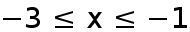 −3 ≤ x ≤ −1